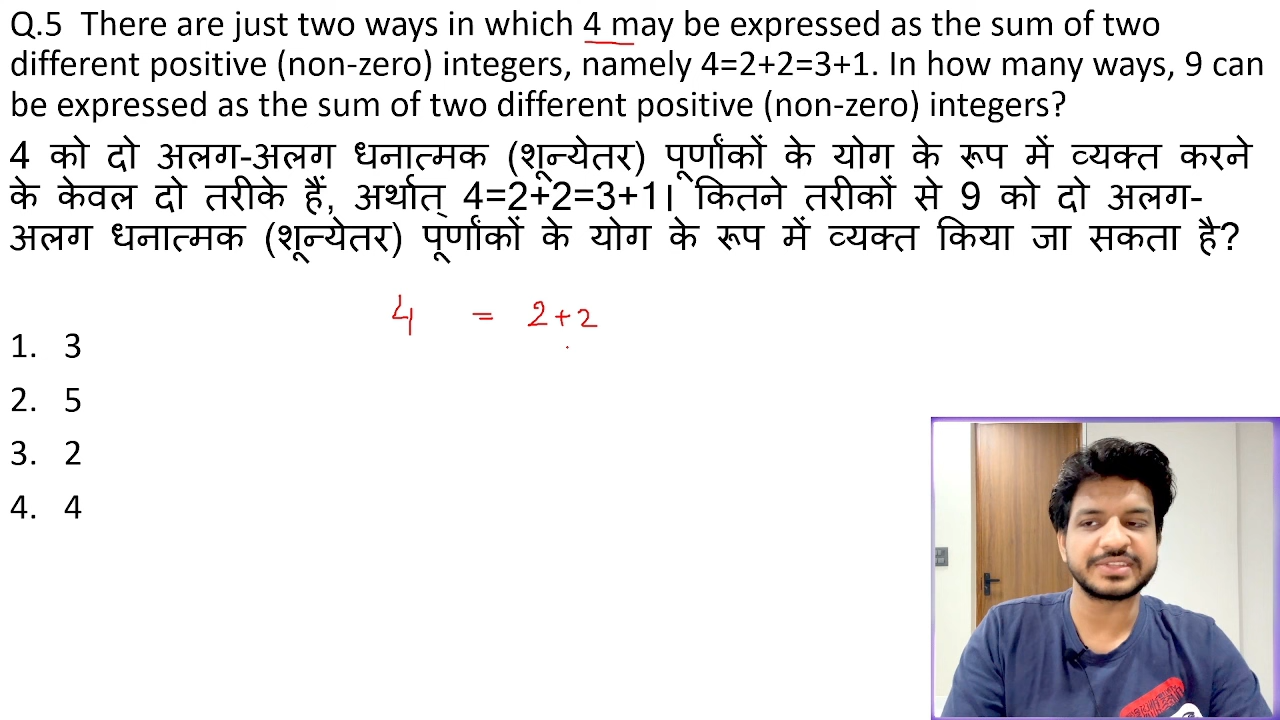 Q.5 There are just two ways in which 4 may be expressed as the sum of two
different positive (non-zero) integers, namely 4=2+2=3+1. In how many ways, 9 can
be expressed as the sum of two different positive (non-zero) integers?
4 को दो अलग-अलग धनात्मक (शून्येतर) पूर्णांकों के योग के रूप में व्यक्त करने
के केवल दो तरीके हैं, अर्थात् 4=2+2=3+1। कितने तरीकों से 9 को दो अलग-
अलग धनात्मक (शून्येतर) पूर्णांकों के योग के रूप में व्यक्त किया जा सकता है?
4 = 2+2
1. 3
2. 5
3. 2
4. 4